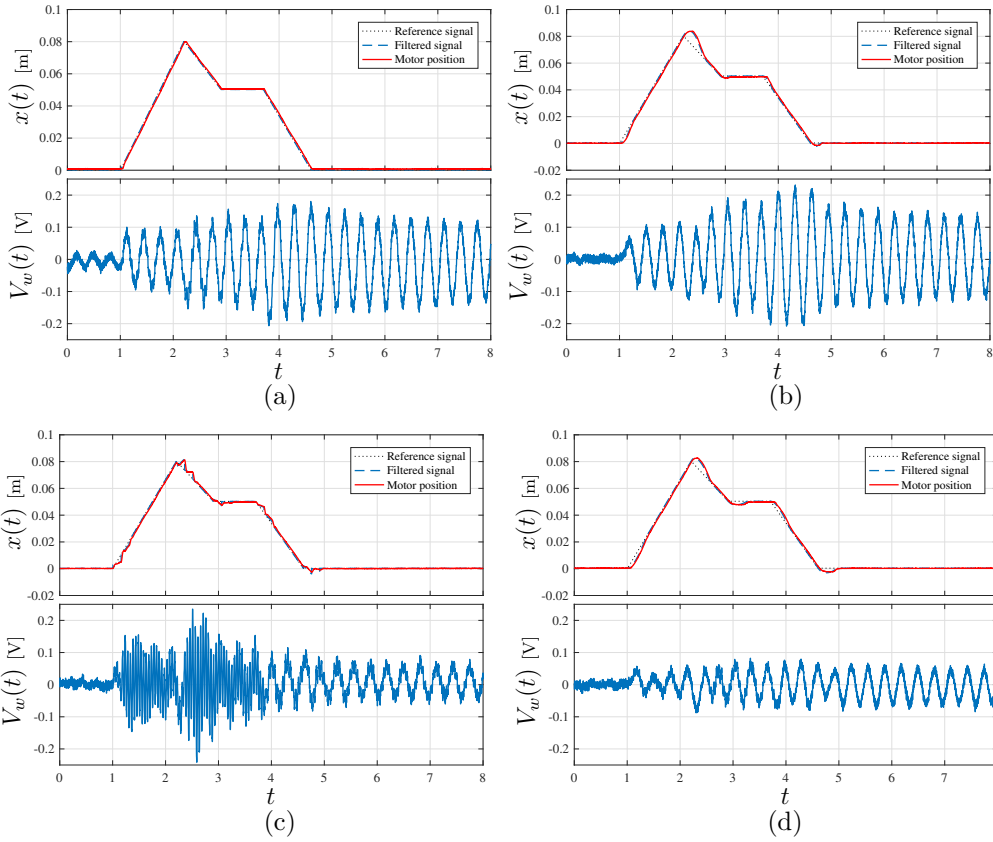 0.1
0.08
0.06
0.04
0.02
0
x(t) [m]
Reference signal
Filtered signal
Motor position
0.2
0.1
0
-0.1
-0.2
V_w(t) [V]
0 1 2 3 4 5 6 7 8
t
(a)
0.1
0.08
0.06
0.04
0.02
0
-0.02
x(t) [m]
Reference signal
Filtered signal
Motor position
0.2
0.1
0
-0.1
-0.2
V_w(t) [V]
0 1 2 3 4 5 6 7 8
t
(b)
0.1
0.08
0.06
0.04
0.02
0
-0.02
x(t) [m]
Reference signal
Filtered signal
Motor position
0.2
0.1
0
-0.1
-0.2
V_w(t) [V]
0 1 2 3 4 5 6 7 8
t
(c)
0.1
0.08
0.06
0.04
0.02
0
-0.02
x(t) [m]
Reference signal
Filtered signal
Motor position
0.2
0.1
0
-0.1
-0.2
V_w(t) [V]
0 1 2 3 4 5 6 7
t
(d)